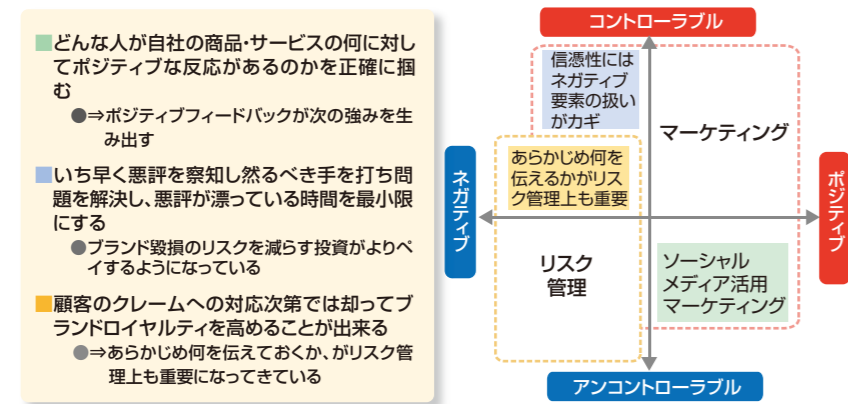 ■どんな人が自社の商品・サービスの何に対し
てポジティブな反応があるのかを正確に掴
む
●⇒ポジティブフィードバックが次の強みを生
み出す
■いち早く悪評を察知し然るべき手を打ち問
題を解決し、悪評が漂っている時間を最小限
にする
●ブランド毀損のリスクを減らす投資がよりペ
イするようになっている
■顧客のクレームへの対応次第では却ってブ
ランドロイヤルティを高めることが出来る
●⇒あらかじめ何を伝えておくか、がリスク管
理上も重要になってきている
コントローラブル
信憑性には
ネガティブ
要素の扱い
がカギ
マーケティング
あらかじめ何を
伝えるかがリス
ク管理上も重要
ネガティブ
ポジティブ
リスク
管理
ソーシャル
メディア活用
マーケティング
アンコントローラブル